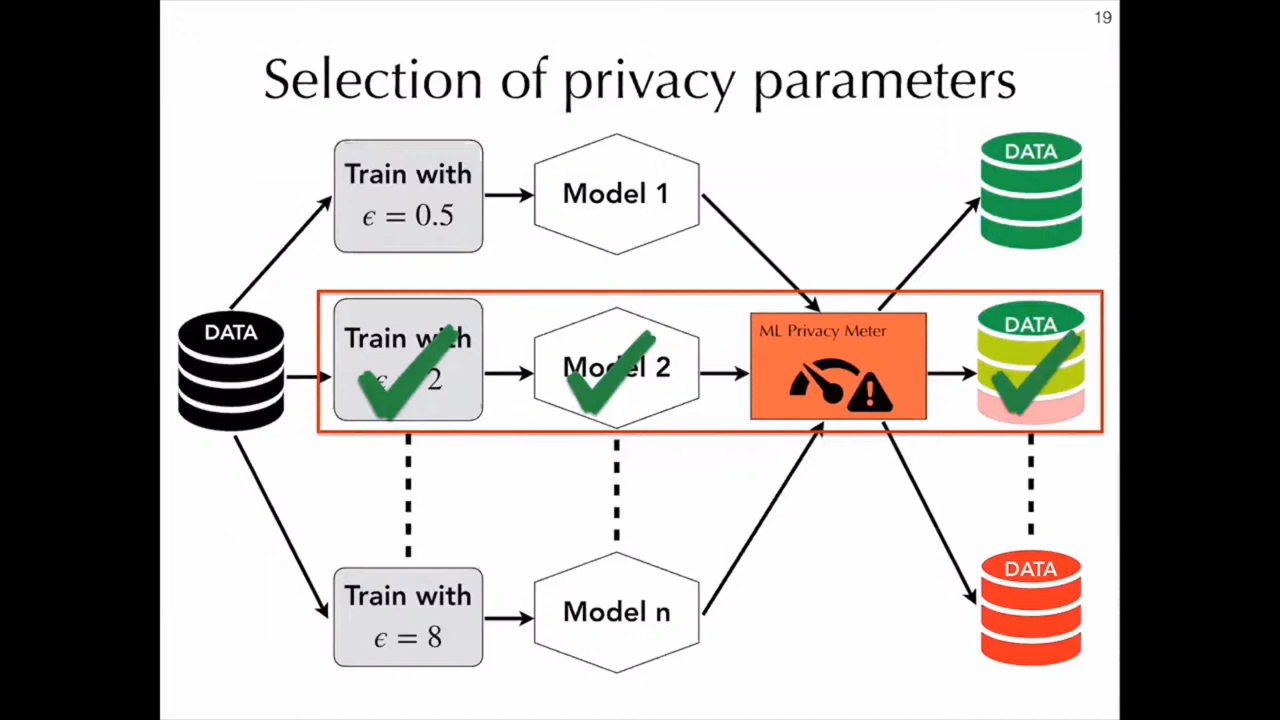 19
Selection of privacy parameters
Train with
ϵ = 0.5
Model 1
DATA
DATA
Train with
2
Model 2
ML Privacy Meter
DATA
Train with
ϵ = 8
Model n
DATA